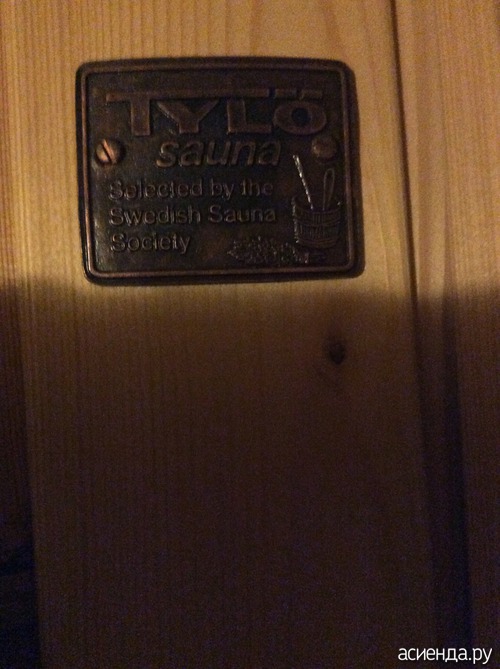 TYLÖ
sauna
Selected by the
Swedish Sauna
Society
асиенда.ру